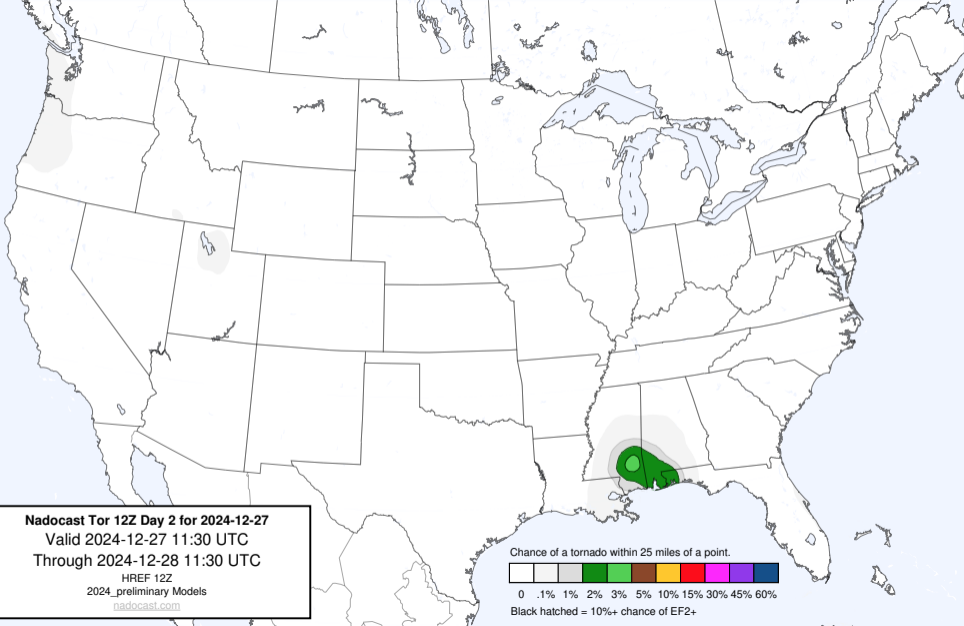 Nadocast Tor 12Z Day 2 for 2024-12-27
Valid 2024-12-27 11:30 UTC
Through 2024-12-28 11:30 UTC
HREF 12Z
2024_preliminary Models
nadocast.com
Chance of a tornado within 25 miles of a point.
0 .1% 1% 2% 3% 5% 10% 15% 30% 45% 60%
Black hatched = 10%+ chance of EF2+